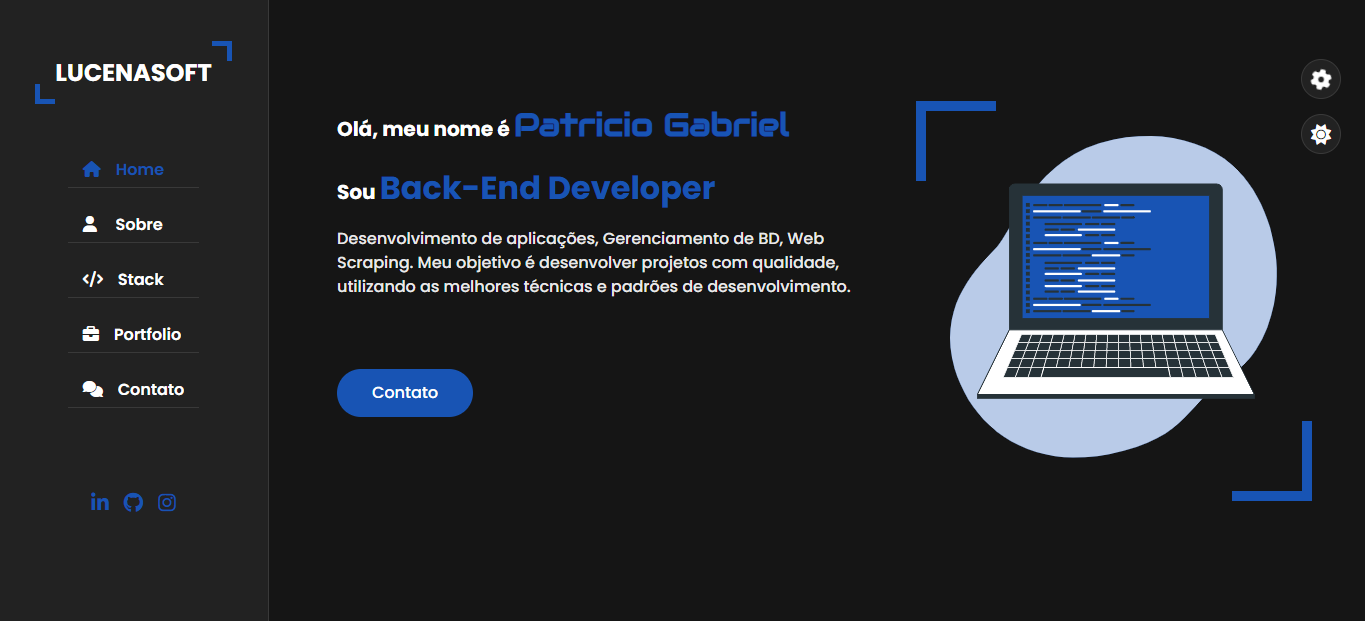 LUCENASOFT
Home
Sobre
Stack
Portfolio
Contato
Olá, meu nome é Patricio Gabriel
Sou Back-End Developer
Desenvolvimento de aplicações, Gerenciamento de BD, Web
Scraping. Meu objetivo é desenvolver projetos com qualidade,
utilizando as melhores técnicas e padrões de desenvolvimento.
Contato